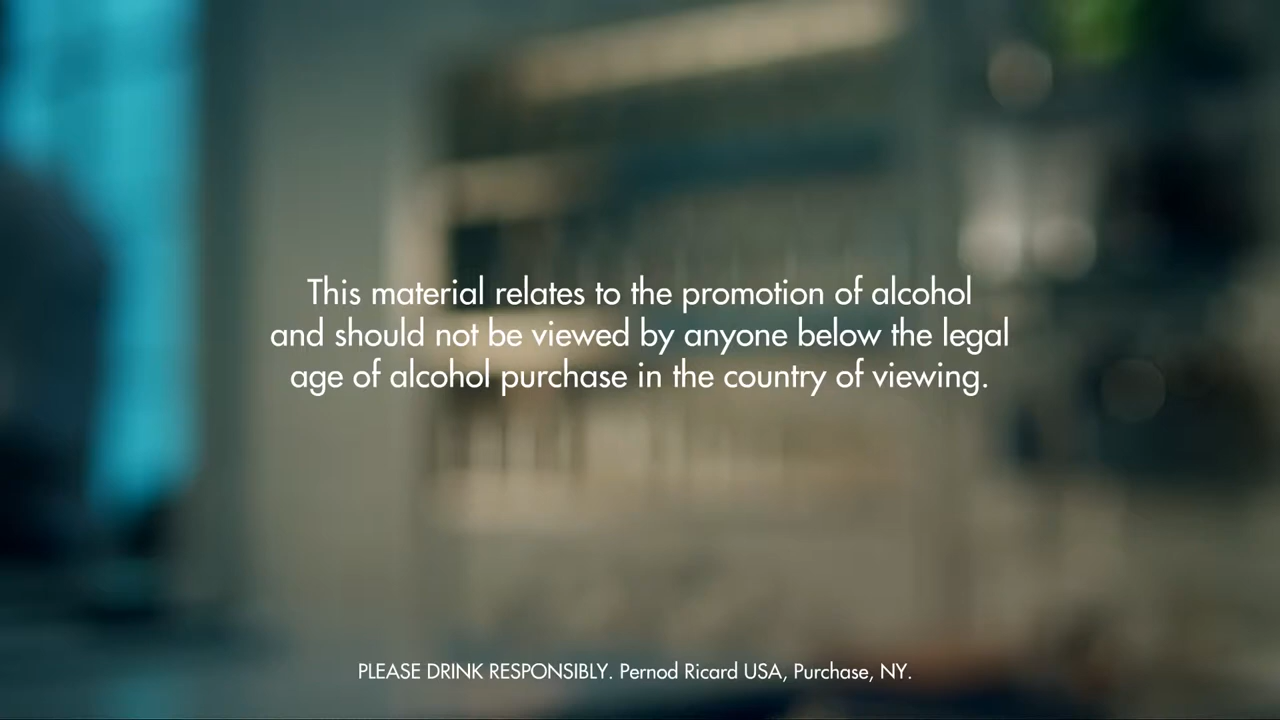 This material relates to the promotion of alcohol
and should not be viewed by anyone below the legal
age of alcohol purchase in the country of viewing.
PLEASE DRINK RESPONSIBLY. Pernod Ricard USA, Purchase, NY.